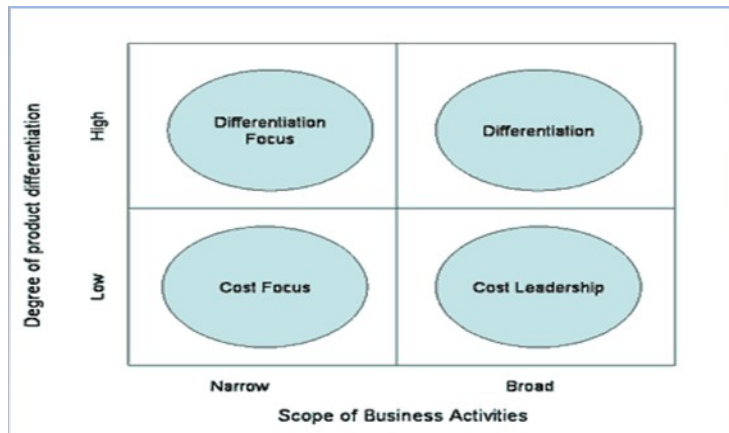 Degree of product differentiation
High
Low
Differentiation
Focus
Differentiation
Cost Focus
Cost Leadership
Narrow
Broad
Scope of Business Activities